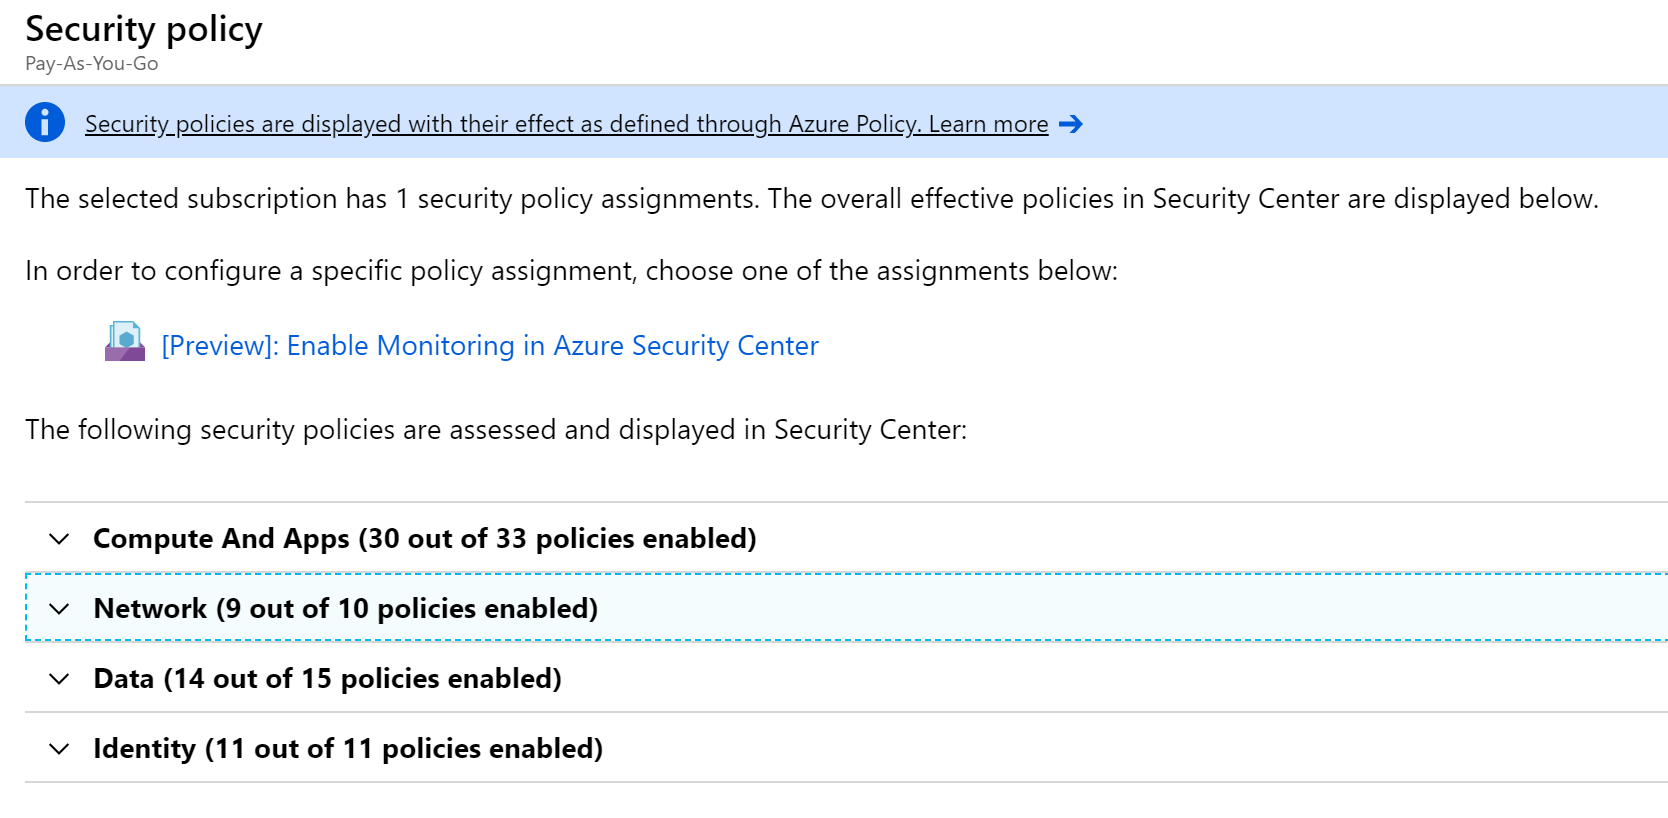 Security policy
Pay-As-You-Go
Security policies are displayed with their effect as defined through Azure Policy. Learn more
The selected subscription has 1 security policy assignments. The overall effective policies in Security Center are displayed below.
In order to configure a specific policy assignment, choose one of the assignments below:
[Preview]: Enable Monitoring in Azure Security Center
The following security policies are assessed and displayed in Security Center:
Compute And Apps (30 out of 33 policies enabled)
Network (9 out of 10 policies enabled)
Data (14 out of 15 policies enabled)
Identity (11 out of 11 policies enabled)